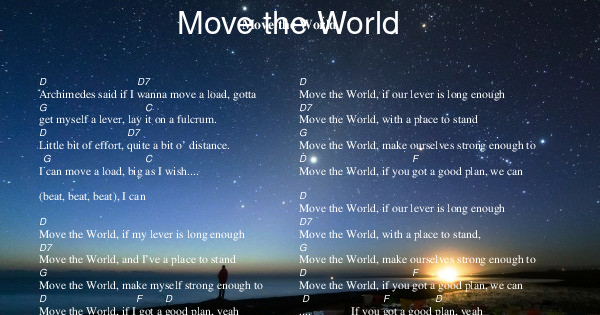 Move the World
Move the World
D D7
Archimedes said if I wanna move a load, gotta
G C
get myself a lever, lay it on a fulcrum.
D D7
Little bit of effort, quite a bit o' distance.
G C
I can move a load, big as I wish....
(beat, beat, beat), I can
D
Move the World, if my lever is long enough
D7
Move the World, and I've a place to stand
G
Move the World, make myself strong enough to
D F D
Move the World, if I got a good plan, yeah
D
Move the World, if our lever is long enough
D7
Move the World, with a place to stand
G
Move the World, make ourselves strong enough to
D F
Move the World, if you got a good plan, we can
D
Move the World, if our lever is long enough
D7
Move the World, with a place to stand,
G
Move the World, make ourselves strong enough to
D F
Move the World, if you got a good plan, we can
D F D
If you got a good plan, yeah